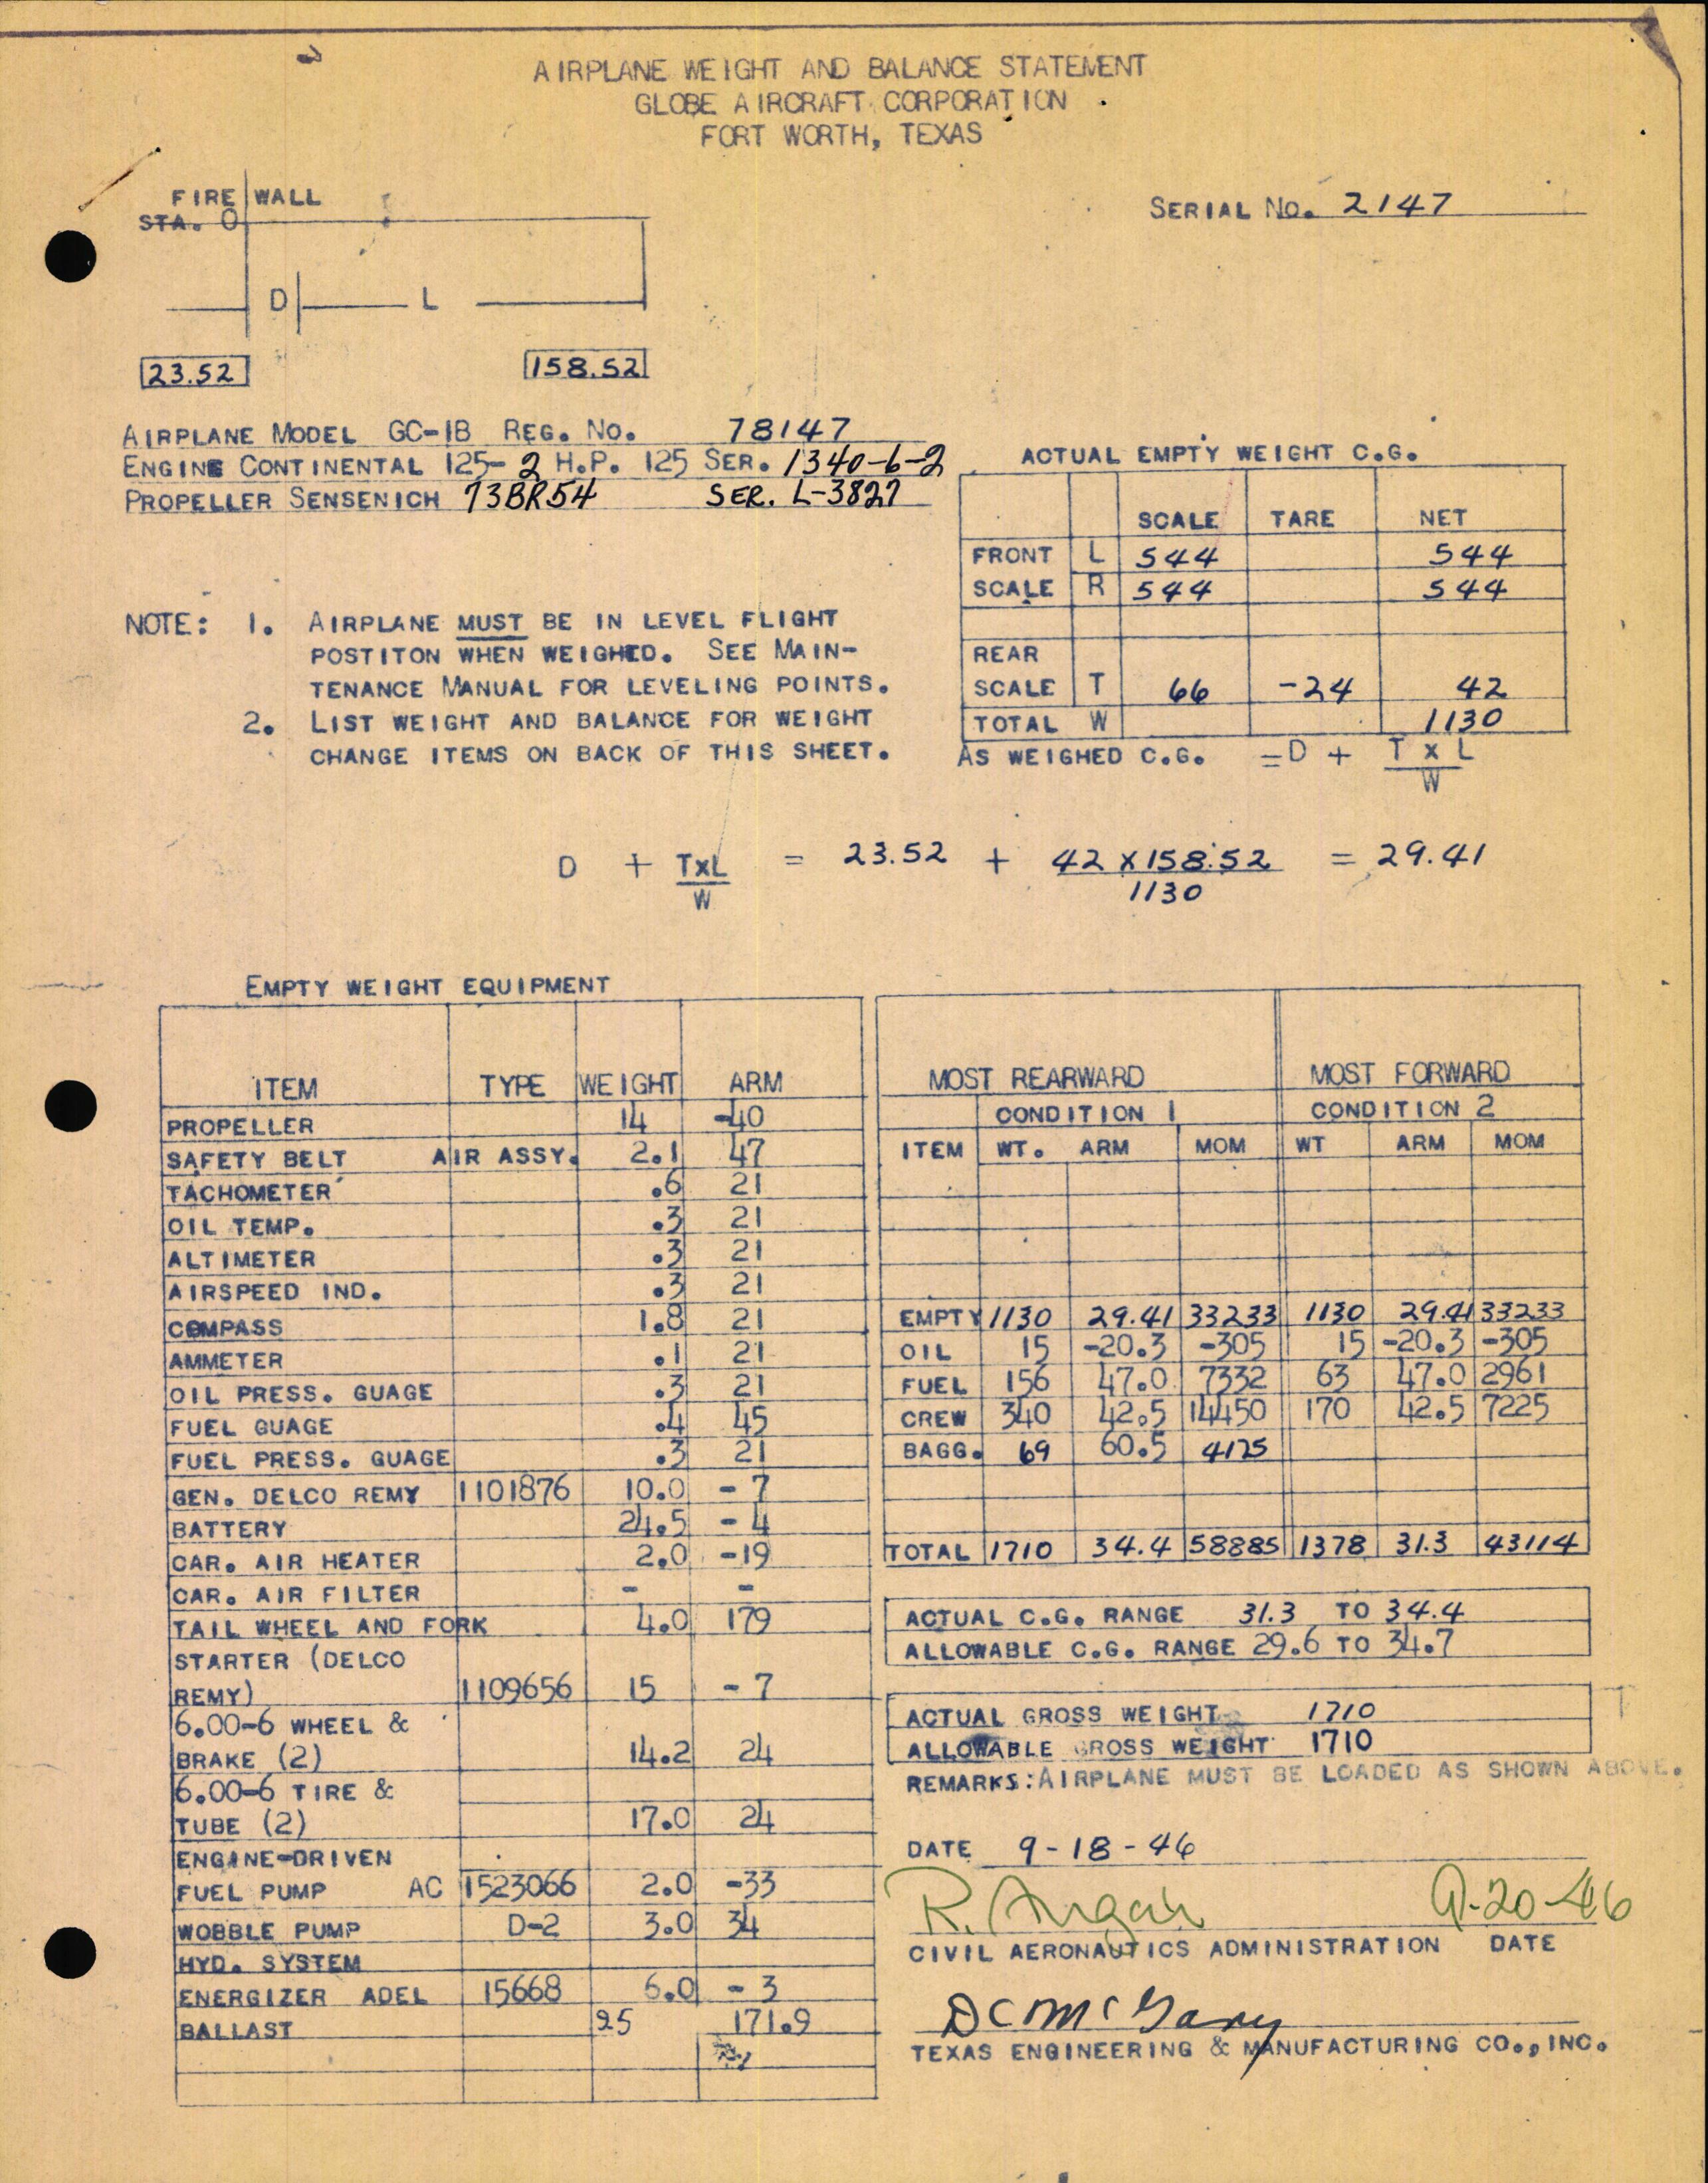 AIRPLANE WEIGHT AND BALANCE STATEMENT
GLOBE AIRCRAFT CORPORATION
FORT WORTH, TEXAS
FIRE WALL
STA. 0
SERIAL NO. 2147
D L
23.52 158.52
AIRPLANE MODEL GC-1B REG. NO. 78147
ENGINE CONTINENTAL 125-2 H.P. 125 SER. 1340-6-2
PROPELLER SENSENICH 73BR54 SER. L-3827
NOTE: 1. AIRPLANE MUST BE IN LEVEL FLIGHT
POSTITON WHEN WEIGHED. SEE MAIN-
TENANCE MANUAL FOR LEVELING POINTS.
2. LIST WEIGHT AND BALANCE FOR WEIGHT
CHANGE ITEMS ON BACK OF THIS SHEET.
ACTUAL EMPTY WEIGHT C.G.
SCALE TARE NET
FRONT L 544 544
SCALE R 544 544
REAR
SCALE T 66 -24 42
TOTAL W 1130
AS WEIGHED C.G. = D + T X L
W
D + TXL = 23.52 + 42 X 158.52 = 29.41
W 1130
EMPTY WEIGHT EQUIPMENT
ITEM TYPE WEIGHT ARM
PROPELLER 14 -40
SAFETY BELT AIR ASSY. 2.1 47
TACHOMETER .6 21
OIL TEMP. .3 21
ALTIMETER .3 21
AIRSPEED IND. .3 21
COMPASS 1.8 21
AMMETER .1 21
OIL PRESS. GUAGE .3 21
FUEL GUAGE .4 45
FUEL PRESS. GUAGE .3 21
GEN. DELCO REMY 1101876 10.0 - 7
BATTERY 24.5 - 4
CAR. AIR HEATER 2.0 -19
CAR. AIR FILTER - -
TAIL WHEEL AND FORK 4.0 179
STARTER (DELCO
REMY) 1109656 15 - 7
6.00-6 WHEEL &
BRAKE (2) 14.2 24
6.00-6 TIRE &
TUBE (2) 17.0 24
ENGINE-DRIVEN
FUEL PUMP AC 1523066 2.0 -33
WOBBLE PUMP D-2 3.0 34
HYD. SYSTEM
ENERGIZER ADEL 15668 6.0 - 3
BALLAST 25 171.9
MOST REARWARD MOST FORWARD
CONDITION 1 CONDITION 2
ITEM WT. ARM MOM WT ARM MOM
EMPTY 1130 29.41 33233 1130 29.41 33233
OIL 15 -20.3 -305 15 -20.3 -305
FUEL 156 47.0 7332 63 47.0 2961
CREW 340 42.5 14450 170 42.5 7225
BAGG. 69 60.5 4175
TOTAL 1710 34.4 58885 1378 31.3 43114
ACTUAL C.G. RANGE 31.3 TO 34.4
ALLOWABLE C.G. RANGE 29.6 TO 34.7
ACTUAL GROSS WEIGHT 1710
ALLOWABLE GROSS WEIGHT 1710
REMARKS: AIRPLANE MUST BE LOADED AS SHOWN ABOVE.
DATE 9-18-46
9-20-46
CIVIL AERONAUTICS ADMINISTRATION DATE
DC McGary
TEXAS ENGINEERING & MANUFACTURING CO., INC.